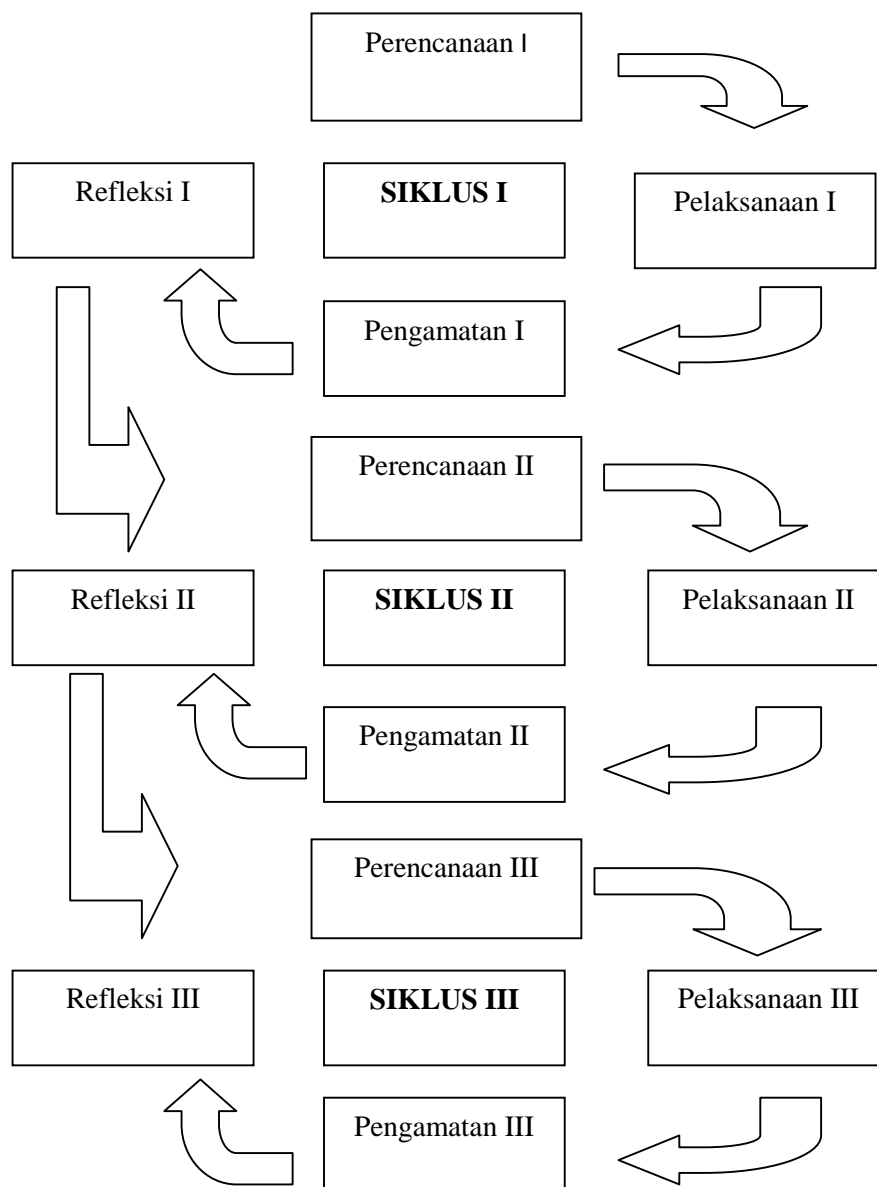 Perencanaan I
Refleksi I
SIKLUS I
Pelaksanaan I
Pengamatan I
Perencanaan II
Refleksi II
SIKLUS II
Pelaksanaan II
Pengamatan II
Perencanaan III
Refleksi III
SIKLUS III
Pelaksanaan III
Pengamatan III